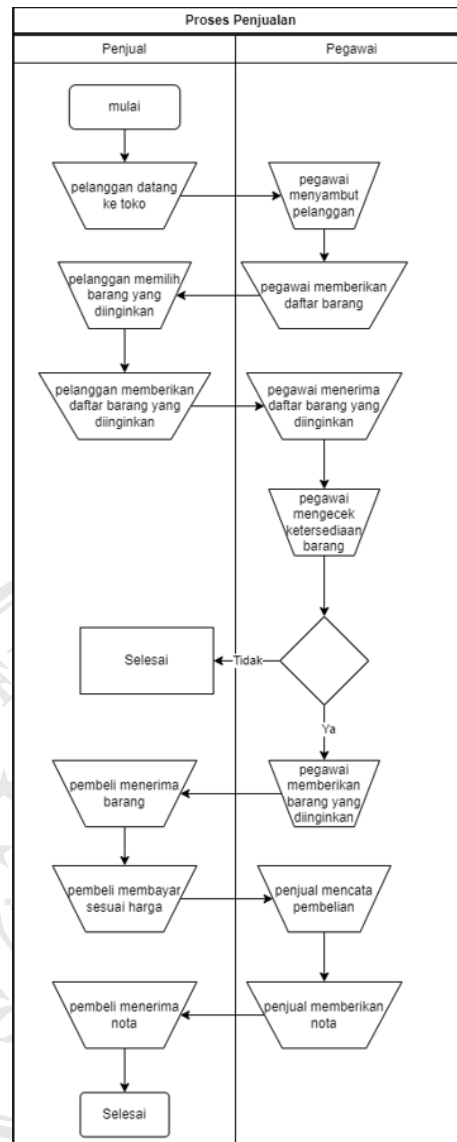 Proses Penjualan
Penjual
Pegawai
mulai
pelanggan datang
ke toko
pegawai
menyambut
pelanggan
pelanggan memilih
barang yang
diinginkan
pegawai memberikan
daftar barang
pelanggan memberikan
daftar barang yang
diinginkan
pegawai menerima
daftar barang yang
diinginkan
pegawai
mengecek
ketersediaan
barang
Selesai
Tidak
Ya
pembeli menerima
barang
pegawai
memberikan
barang yang
diinginkan
pembeli membayar
sesuai harga
penjual mencata
pembelian
pembeli menerima
nota
penjual memberikan
nota
Selesai